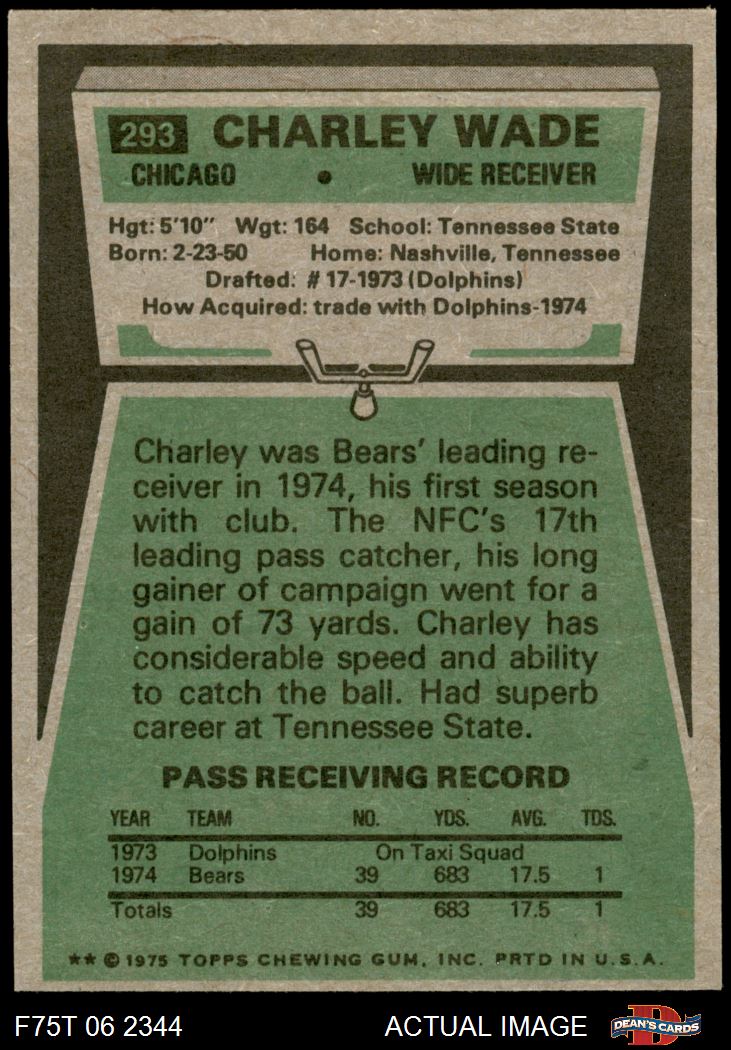 293 CHARLEY WADE
CHICAGO • WIDE RECEIVER
Hgt: 5'10" Wgt: 164 School: Tennessee State
Born: 2-23-50 Home: Nashville, Tennessee
Drafted: #17-1973 (Dolphins)
How Acquired: trade with Dolphins-1974
Charley was Bears' leading re-
ceiver in 1974, his first season
with club. The NFC's 17th
leading pass catcher, his long
gainer of campaign went for a
gain of 73 yards. Charley has
considerable speed and ability
to catch the ball. Had superb
career at Tennessee State.
PASS RECEIVING RECORD
YEAR TEAM NO. YDS. AVG. TDS.
1973 Dolphins On Taxi Squad
1974 Bears 39 683 17.5 1
Totals 39 683 17.5 1
** © 1975 TOPPS CHEWING GUM, INC. PRTD IN U.S.A.
F75T 06 2344 ACTUAL IMAGE DEAN'S CARDS